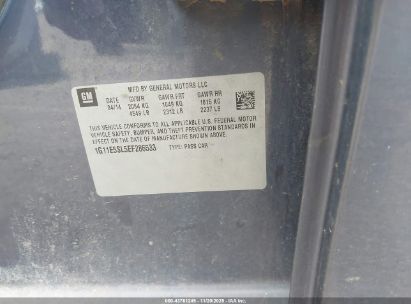 GM
MFD BY GENERAL MOTORS LLC
DATE GVWR GAWR FRT GAWR RR
04/14 2064 KG 1049 KG 1015 KG
4549 LB 2312 LB 2237 LB
THIS VEHICLE CONFORMS TO ALL APPLICABLE U.S. FEDERAL MOTOR
VEHICLE SAFETY, BUMPER, AND THEFT PREVENTION STANDARDS IN
EFFECT ON THE DATE OF MANUFACTURE SHOWN ABOVE.
1G11E5SL5EF286533 TYPE: PASS CAR